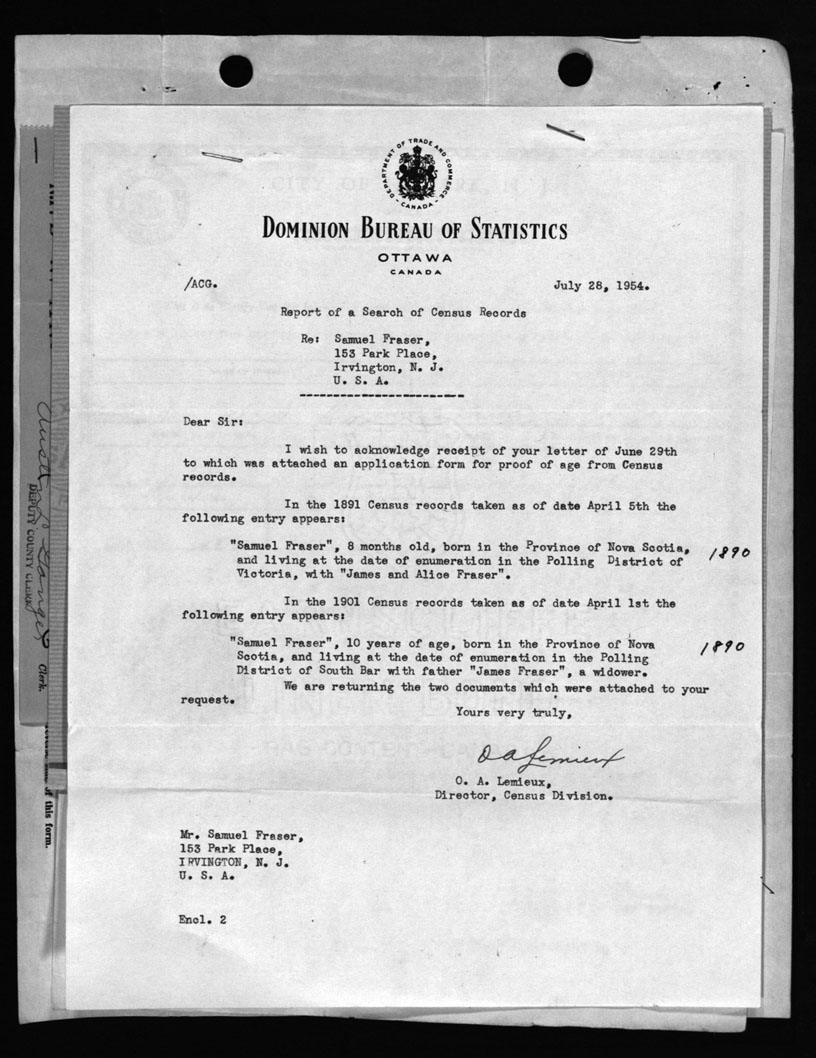 DEPARTMENT OF TRADE AND COMMERCE
- CANADA -
DOMINION BUREAU OF STATISTICS
OTTAWA
CANADA
/ACG.
July 28, 1954.
Report of a Search of Census Records
Re: Samuel Fraser,
153 Park Place,
Irvington, N. J.
U. S. A.
Dear Sir:
I wish to acknowledge receipt of your letter of June 29th
to which was attached an application form for proof of age from Census
records.
In the 1891 Census records taken as of date April 5th the
following entry appears:
"Samuel Fraser", 8 months old, born in the Province of Nova Scotia, 1890
and living at the date of enumeration in the Polling District of
Victoria, with "James and Alice Fraser".
In the 1901 Census records taken as of date April 1st the
following entry appears:
"Samuel Fraser", 10 years of age, born in the Province of Nova 1890
Scotia, and living at the date of enumeration in the Polling
District of South Bar with father "James Fraser", a widower.
We are returning the two documents which were attached to your
request.
Yours very truly,
O A Lemieux
O. A. Lemieux,
Director, Census Division.
Mr. Samuel Fraser,
153 Park Place,
IRVINGTON, N. J.
U. S. A.
Encl. 2
DEPUTY COUNTY CLERK
Clerk.
of this form.